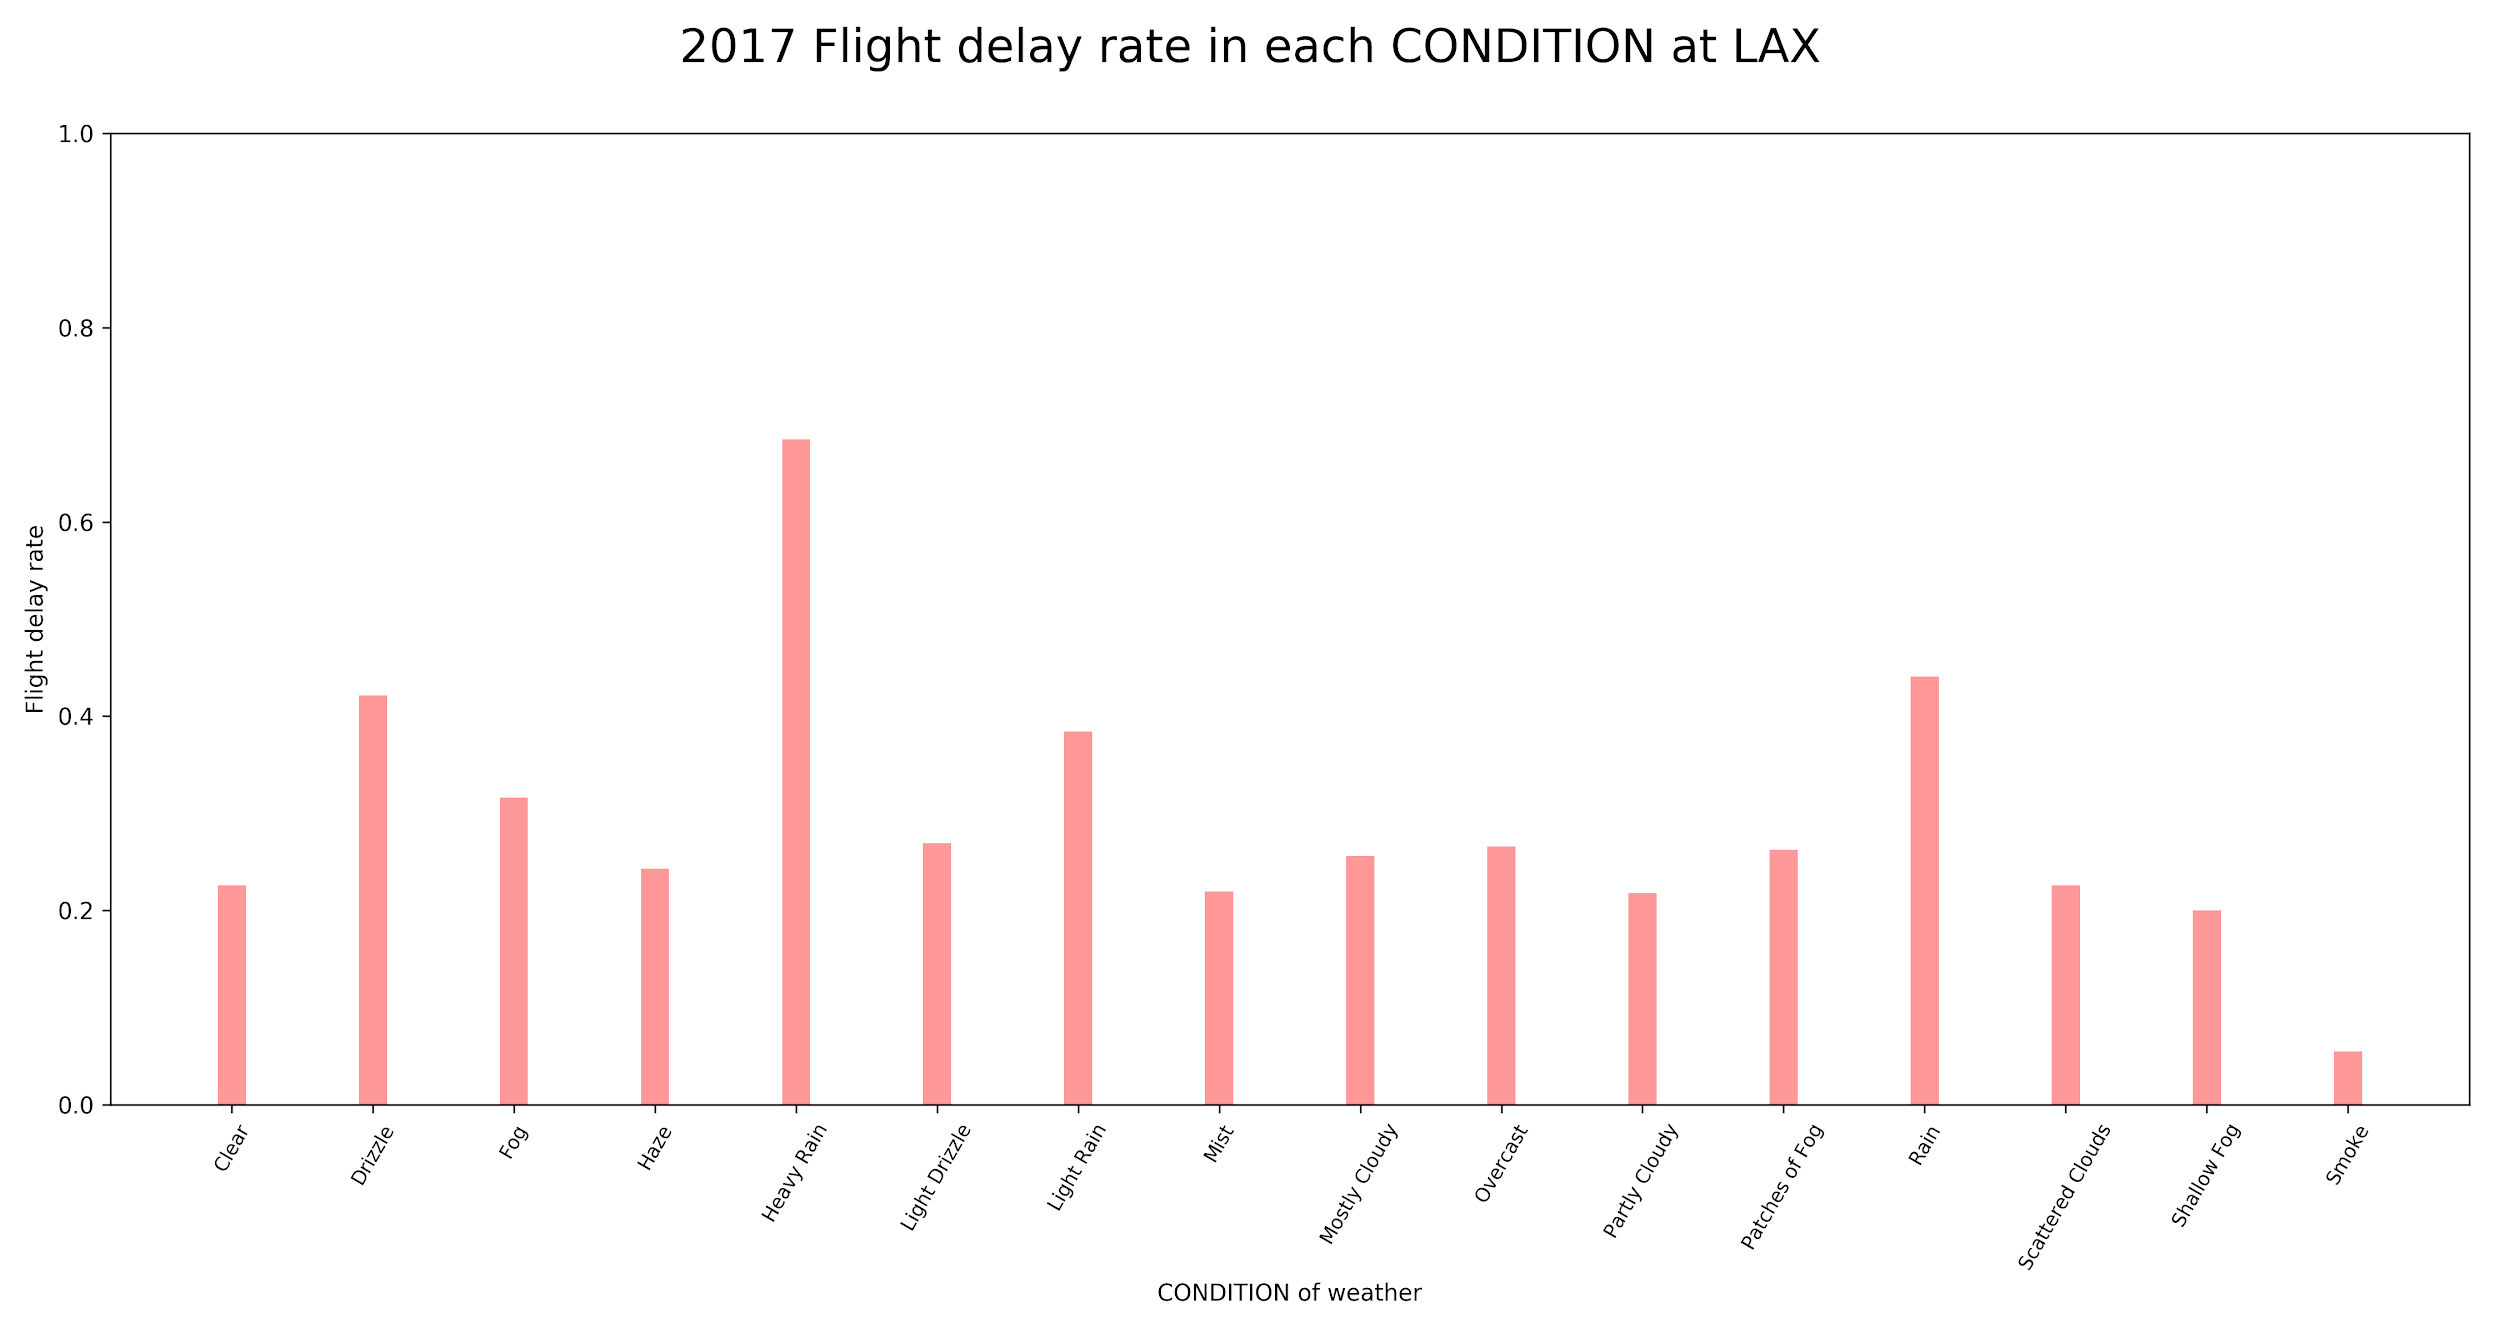 2017 Flight delay rate in each CONDITION at LAX
1.0
0.8
0.6
0.4
0.2
0.0
Flight delay rate
Clear
Drizzle
Fog
Haze
Heavy Rain
Light Drizzle
Light Rain
Mist
Mostly Cloudy
Overcast
Partly Cloudy
Patches of Fog
Rain
Scattered Clouds
Shallow Fog
Smoke
CONDITION of weather